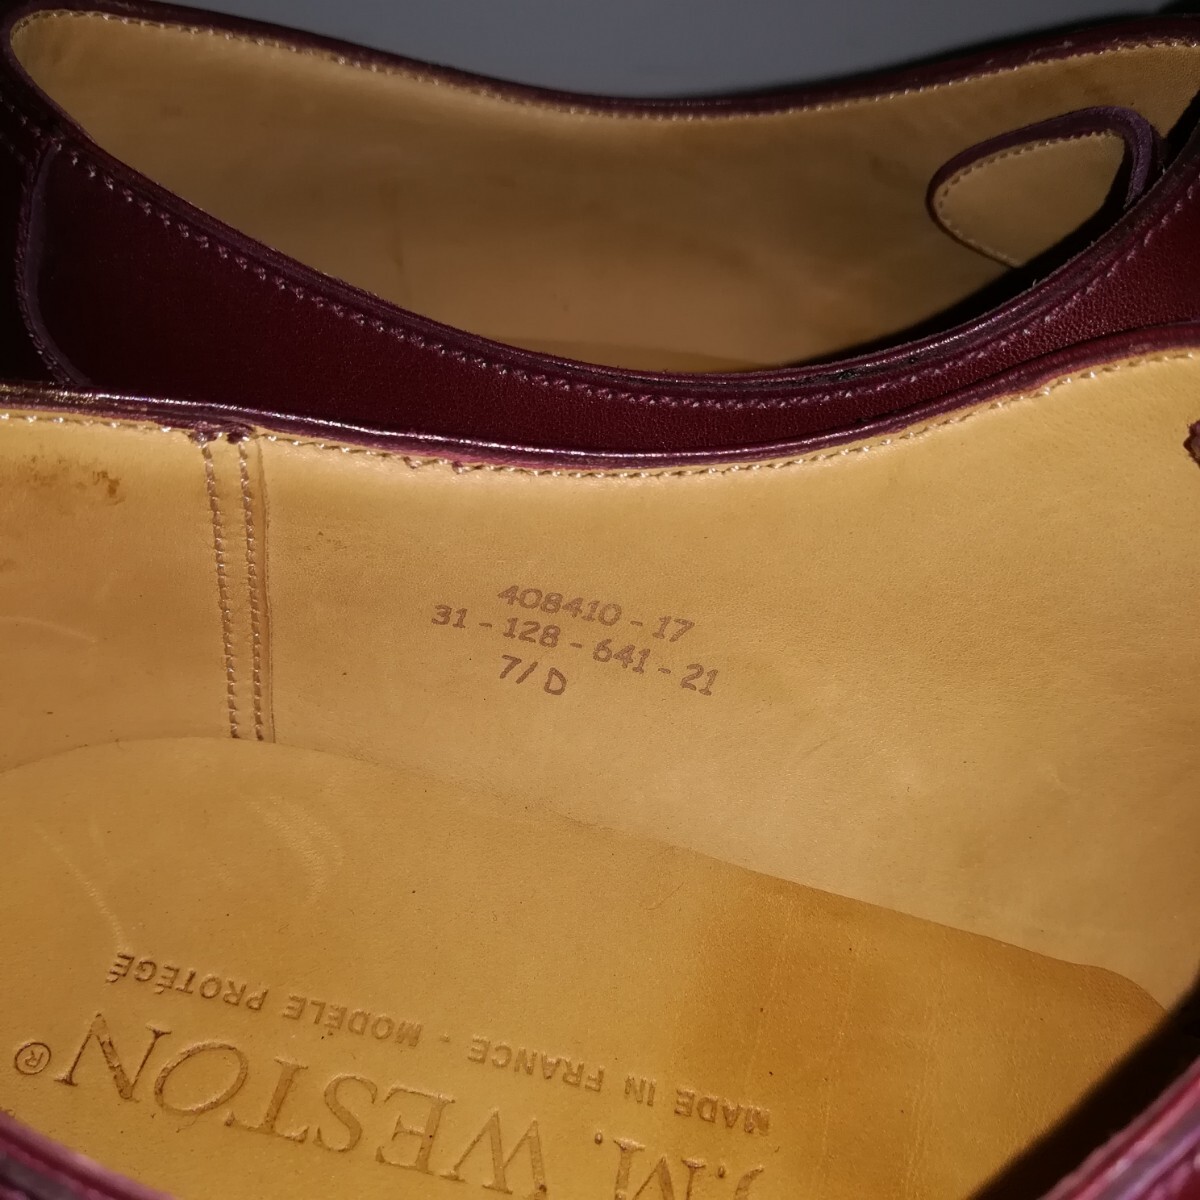 408410-17
31-128-641-21
7/D
J.M. WESTON®
MADE IN FRANCE - MODÈLE PROTÉGÉ